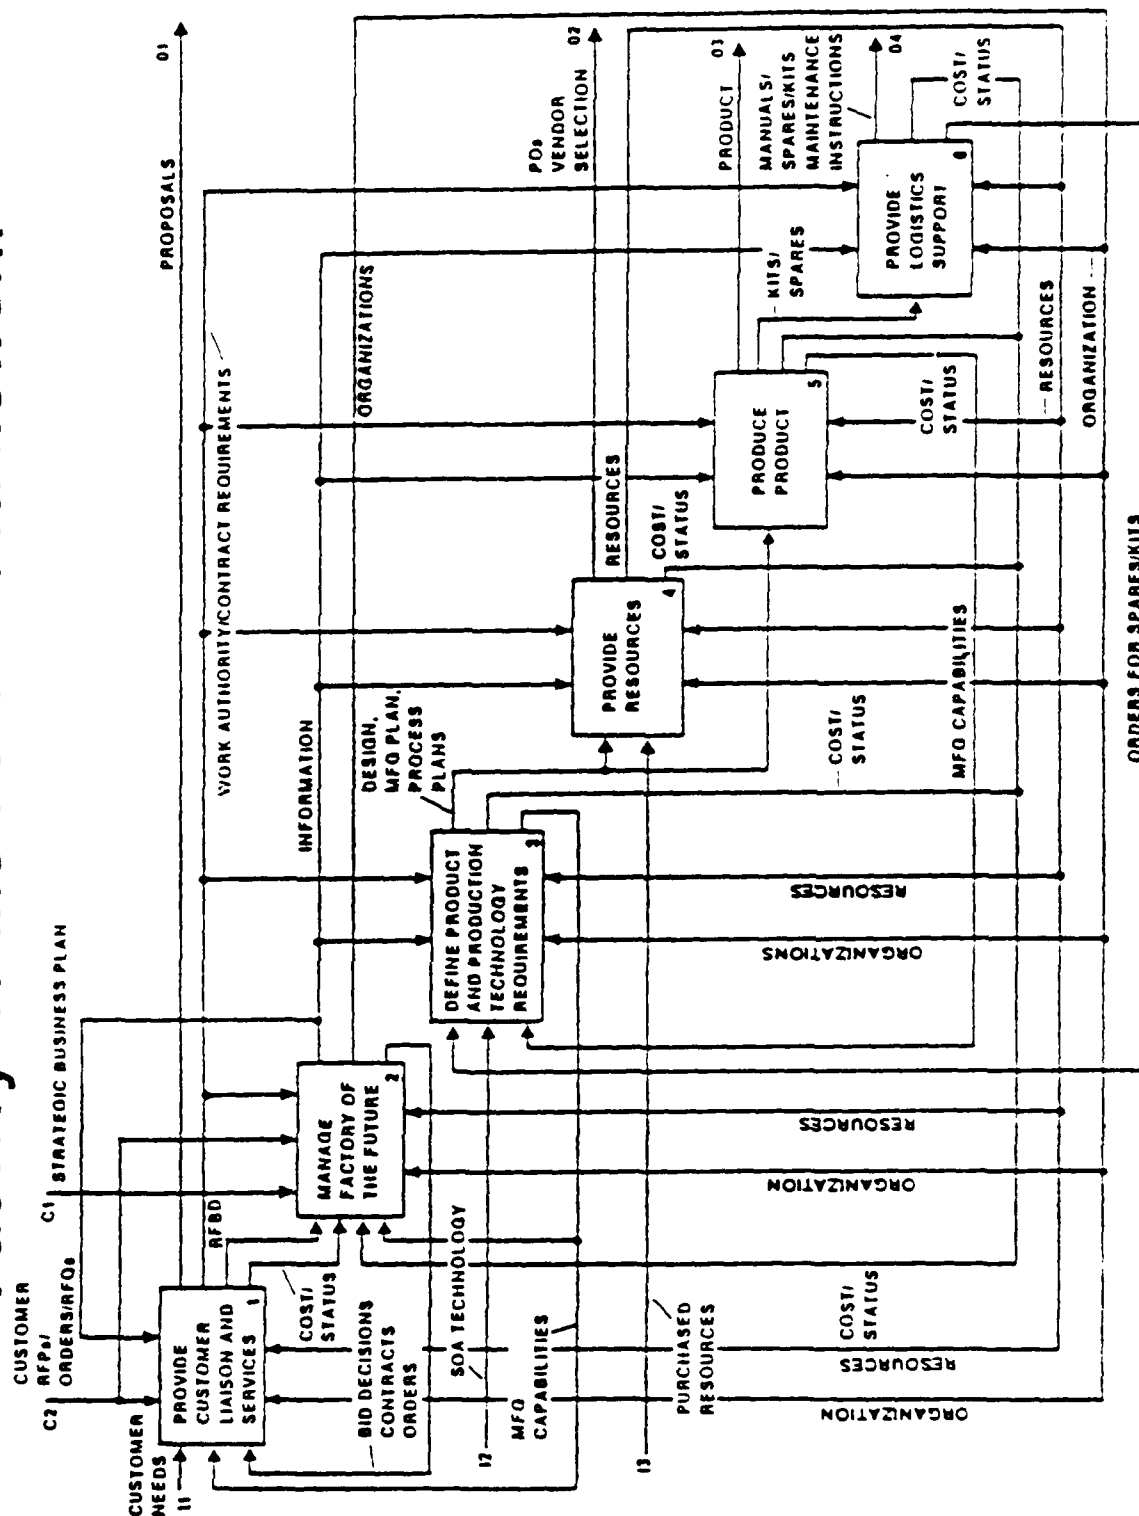 CUSTOMER
RFPs/
ORDERS/RFQs
C2
C1
STRATEGIC BUSINESS PLAN
CUSTOMER
NEEDS
I1
PROVIDE
CUSTOMER
LIAISON AND
SERVICES
1
PROPOSALS
O1
WORK AUTHORITY/CONTRACT REQUIREMENTS
RFBD
COST/
STATUS
BID DECISIONS
CONTRACTS
ORDERS
MANAGE
FACTORY OF
THE FUTURE
2
INFORMATION
ORGANIZATIONS
SOA TECHNOLOGY
I2
MFG
CAPABILITIES
I3
PURCHASED
RESOURCES
DEFINE PRODUCT
AND PRODUCTION
TECHNOLOGY
REQUIREMENTS
3
DESIGN,
MFG PLAN,
PROCESS
PLANS
PROVIDE
RESOURCES
4
POs
VENDOR
SELECTION
O2
RESOURCES
COST/
STATUS
PRODUCE
PRODUCT
5
PRODUCT
O3
KITS/
SPARES
PROVIDE
LOGISTICS
SUPPORT
6
MANUALS/
SPARES/KITS
MAINTENANCE
INSTRUCTIONS
O4
COST/
STATUS
COST/
STATUS
COST/
STATUS
COST/
STATUS
MFG CAPABILITIES
RESOURCES
ORGANIZATION
RESOURCES
ORGANIZATIONS
RESOURCES
ORGANIZATION
RESOURCES
ORGANIZATION
ORDERS FOR SPARES/KITS